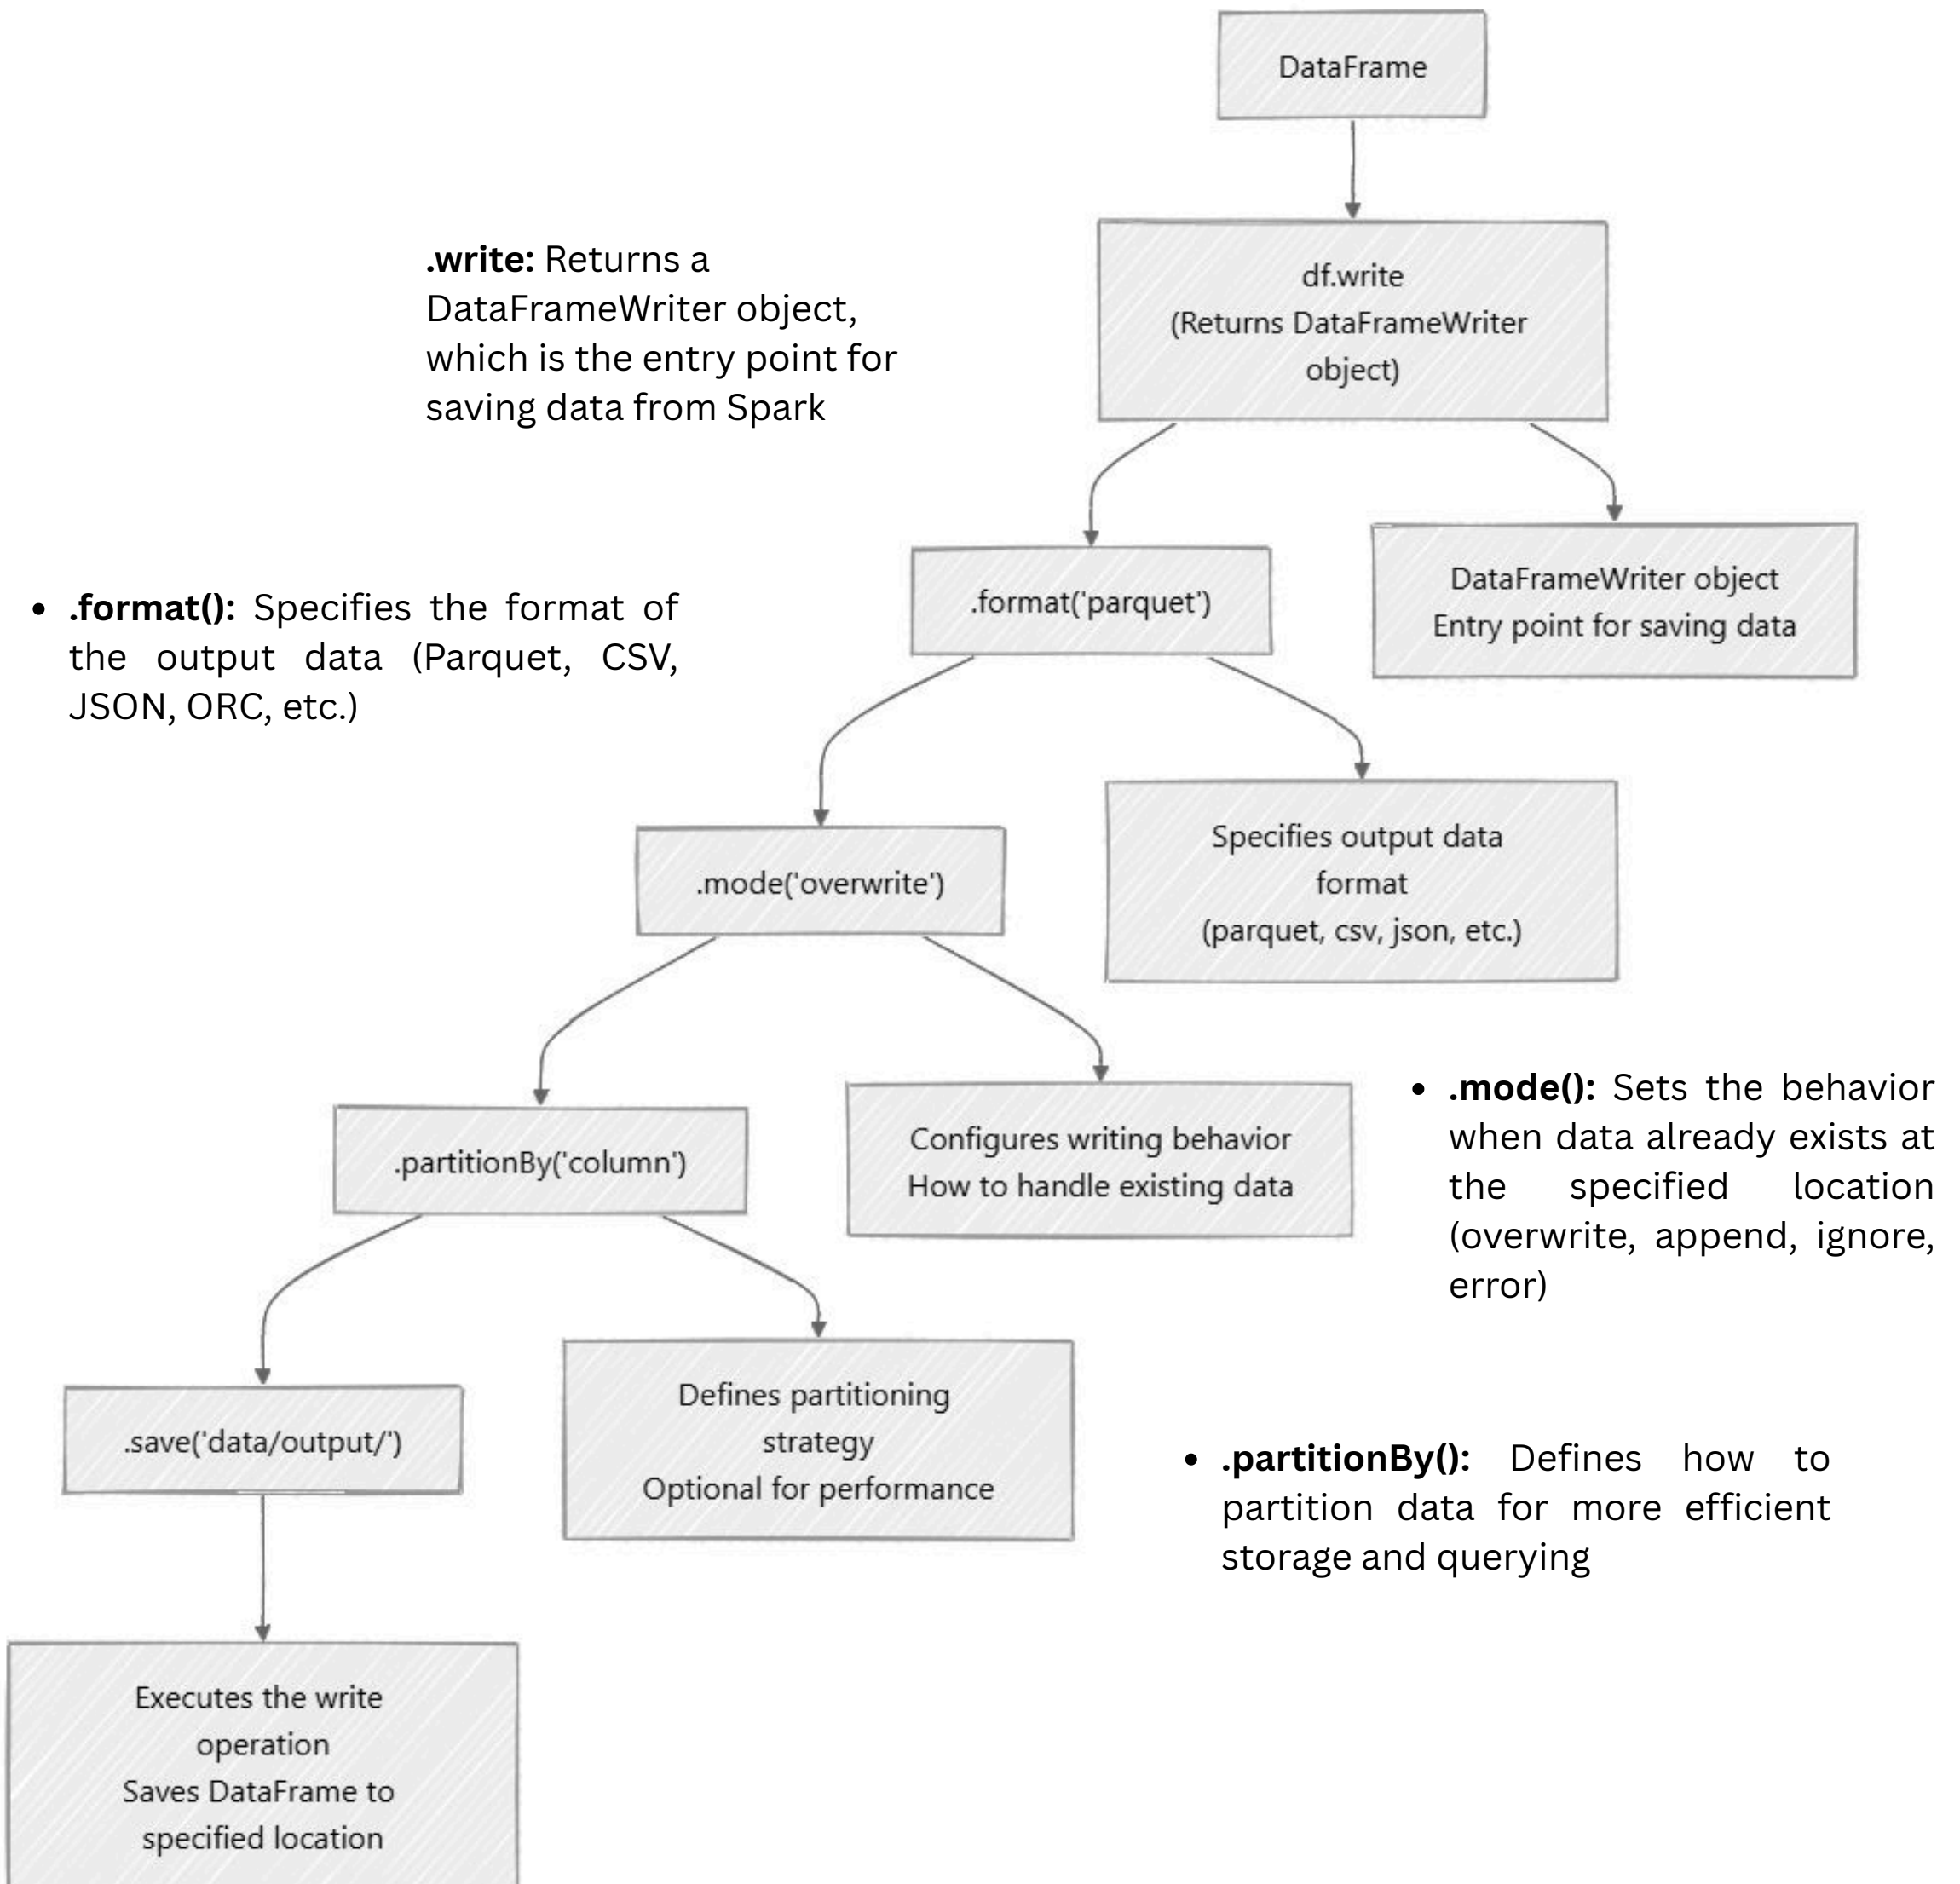 DataFrame
.write: Returns a
DataFrameWriter object,
which is the entry point for
saving data from Spark
df.write
(Returns DataFrameWriter
object)
.format('parquet')
DataFrameWriter object
Entry point for saving data
• .format(): Specifies the format of
the output data (Parquet, CSV,
JSON, ORC, etc.)
.mode('overwrite')
Specifies output data
format
(parquet, csv, json, etc.)
.partitionBy('column')
Configures writing behavior
How to handle existing data
• .mode(): Sets the behavior
when data already exists at
the specified location
(overwrite, append, ignore,
error)
.save('data/output/')
Defines partitioning
strategy
Optional for performance
• .partitionBy(): Defines how to
partition data for more efficient
storage and querying
Executes the write
operation
Saves DataFrame to
specified location